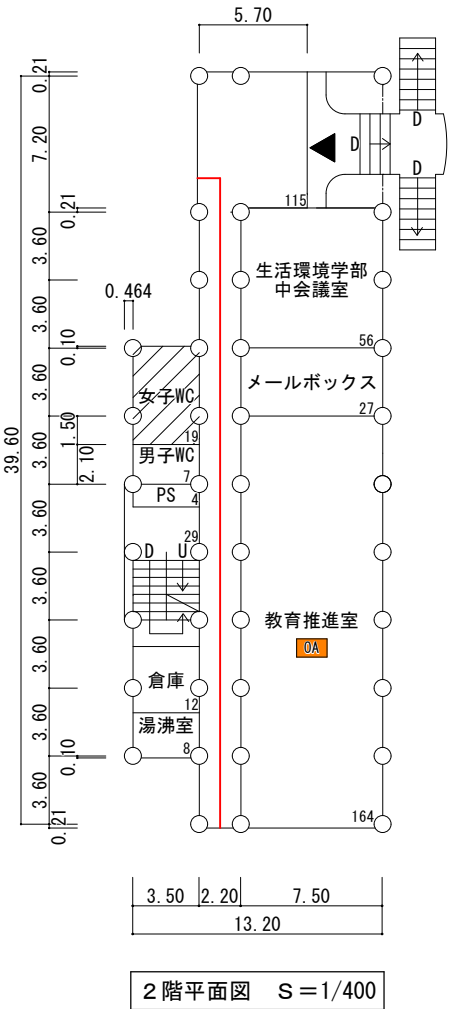 5.70
0.21
7.20
0.21
3.60
3.60
0.10
3.60
3.60
3.60
3.60
3.60
3.60
0.10
3.60
0.21
39.60
0.464
1.50
2.10
D
D
D
115
生活環境学部
中会議室
56
メールボックス
27
女子WC
19
男子WC
7
PS
4
29
D U
教育推進室
OA
倉庫
12
湯沸室
8
164
3.50 2.20 7.50
13.20
2階平面図 S=1/400